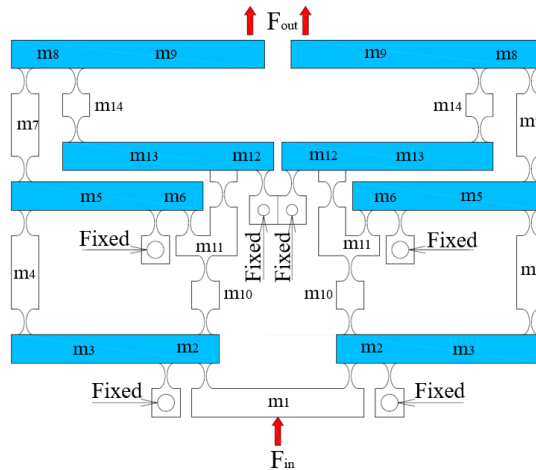 Fout
m8 m9 m9 m8
m7 m14 m14 m
m13 m12 m12 m13
m5 m6 m6 m5
Fixed Fixed Fixed Fixed
m11 m11
m4 m10 m10 m
m3 m2 m2 m3
Fixed Fixed
m1
Fin